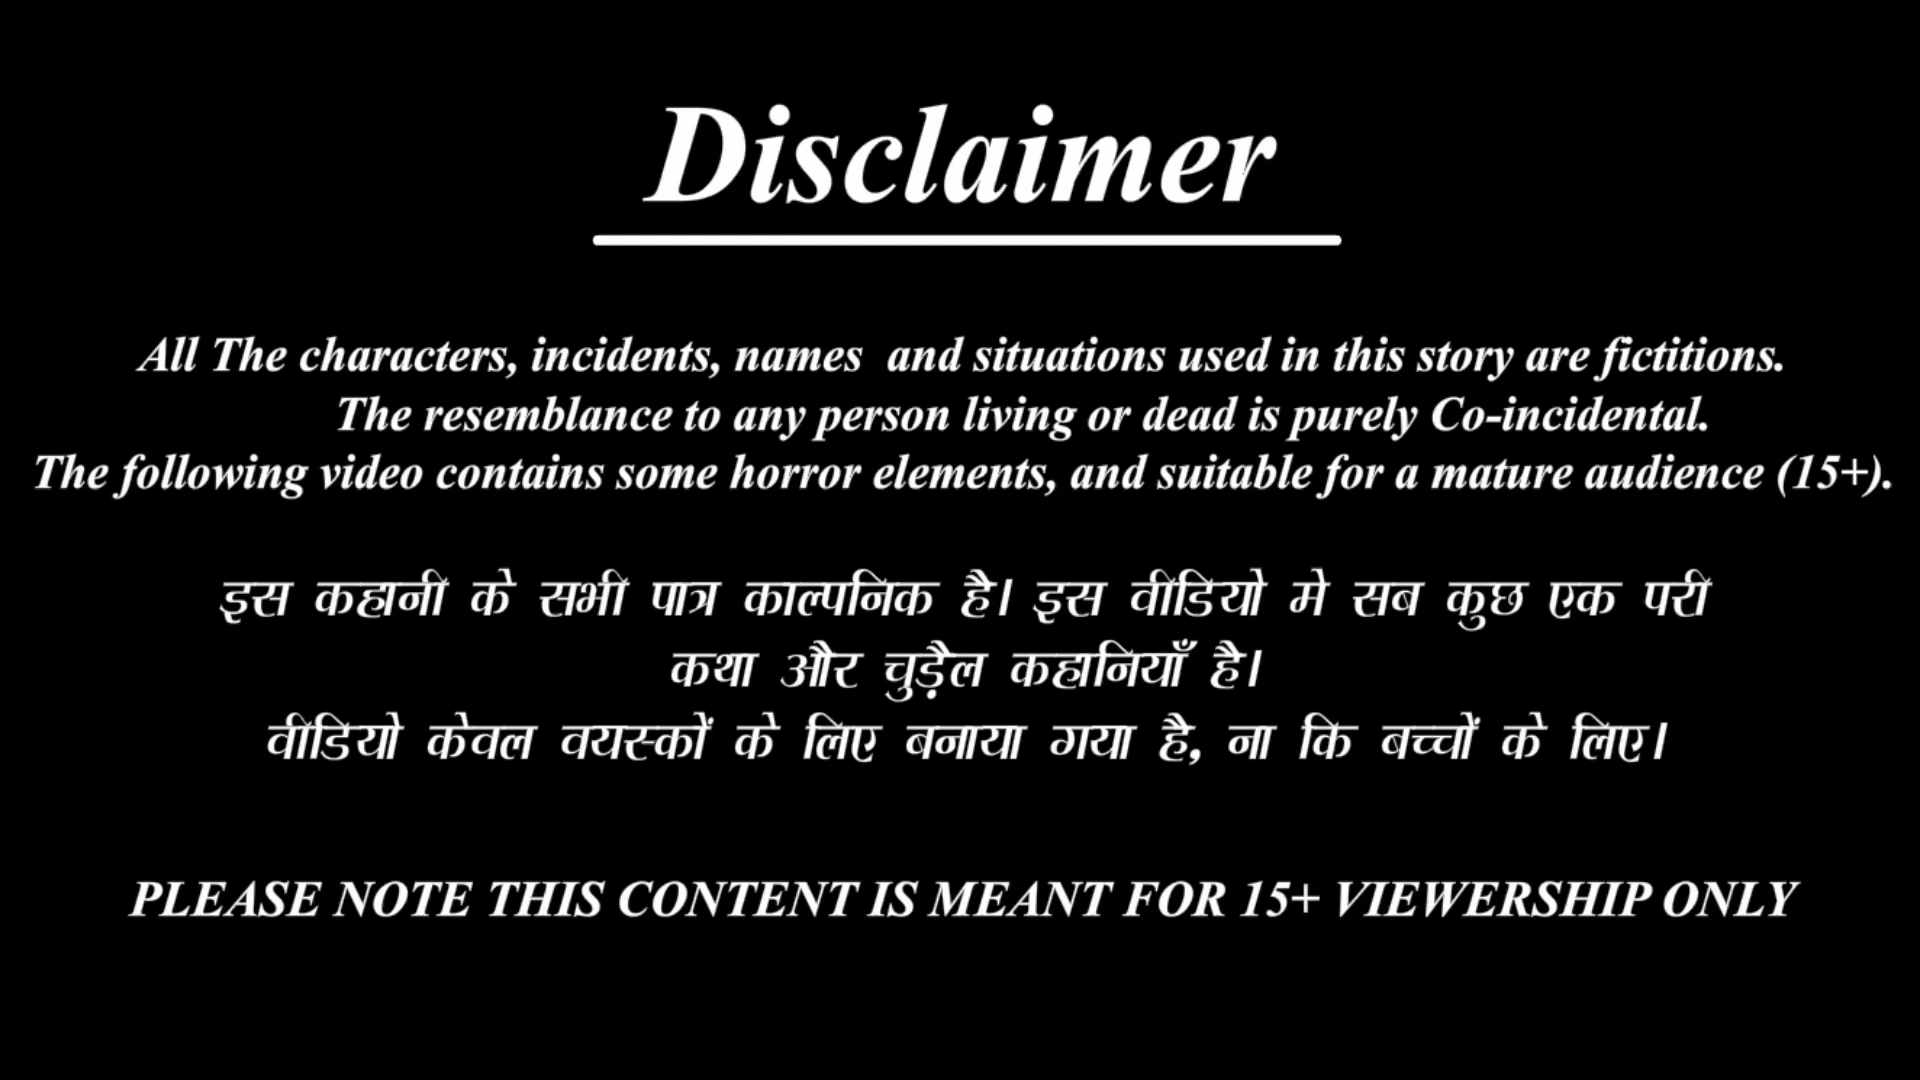 Disclaimer
All The characters, incidents, names and situations used in this story are fictitions.
The resemblance to any person living or dead is purely Co-incidental.
The following video contains some horror elements, and suitable for a mature audience (15+).
इस कहानी के सभी पात्र काल्पनिक है। इस वीडियो मे सब कुछ एक परी
कथा और चुड़ैल कहानियाँ है।
वीडियो केवल वयस्कों के लिए बनाया गया है, ना कि बच्चों के लिए।
PLEASE NOTE THIS CONTENT IS MEANT FOR 15+ VIEWERSHIP ONLY